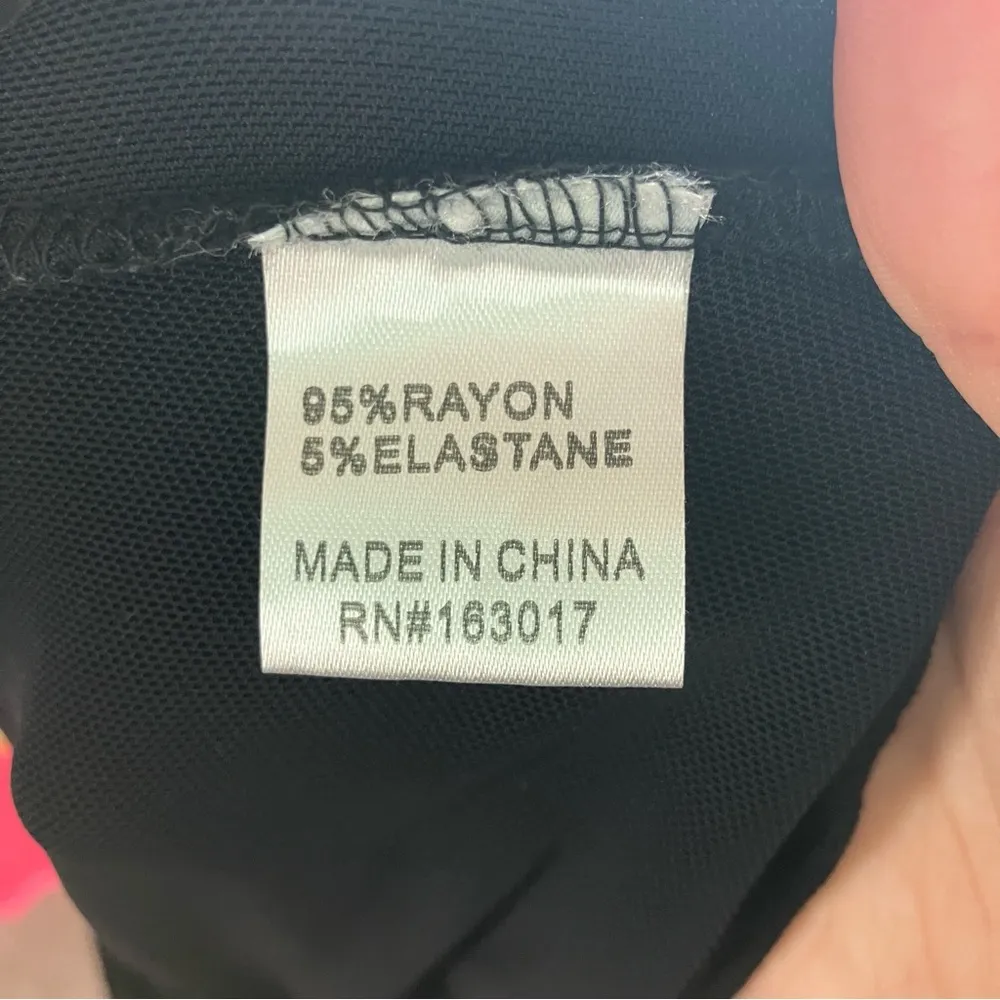 95%RAYON
5%ELASTANE
MADE IN CHINA
RN#163017